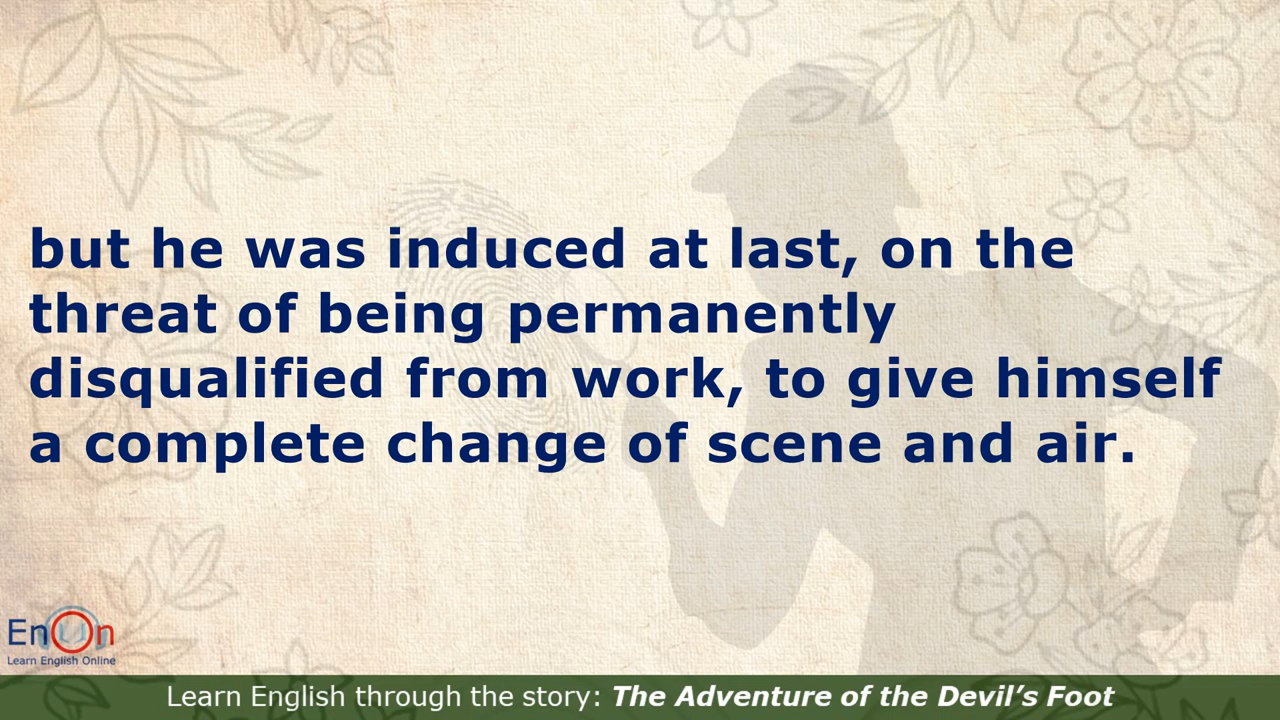 but he was induced at last, on the
threat of being permanently
disqualified from work, to give himself
a complete change of scene and air.
EnOn
Learn English Online
Learn English through the story: The Adventure of the Devil’s Foot